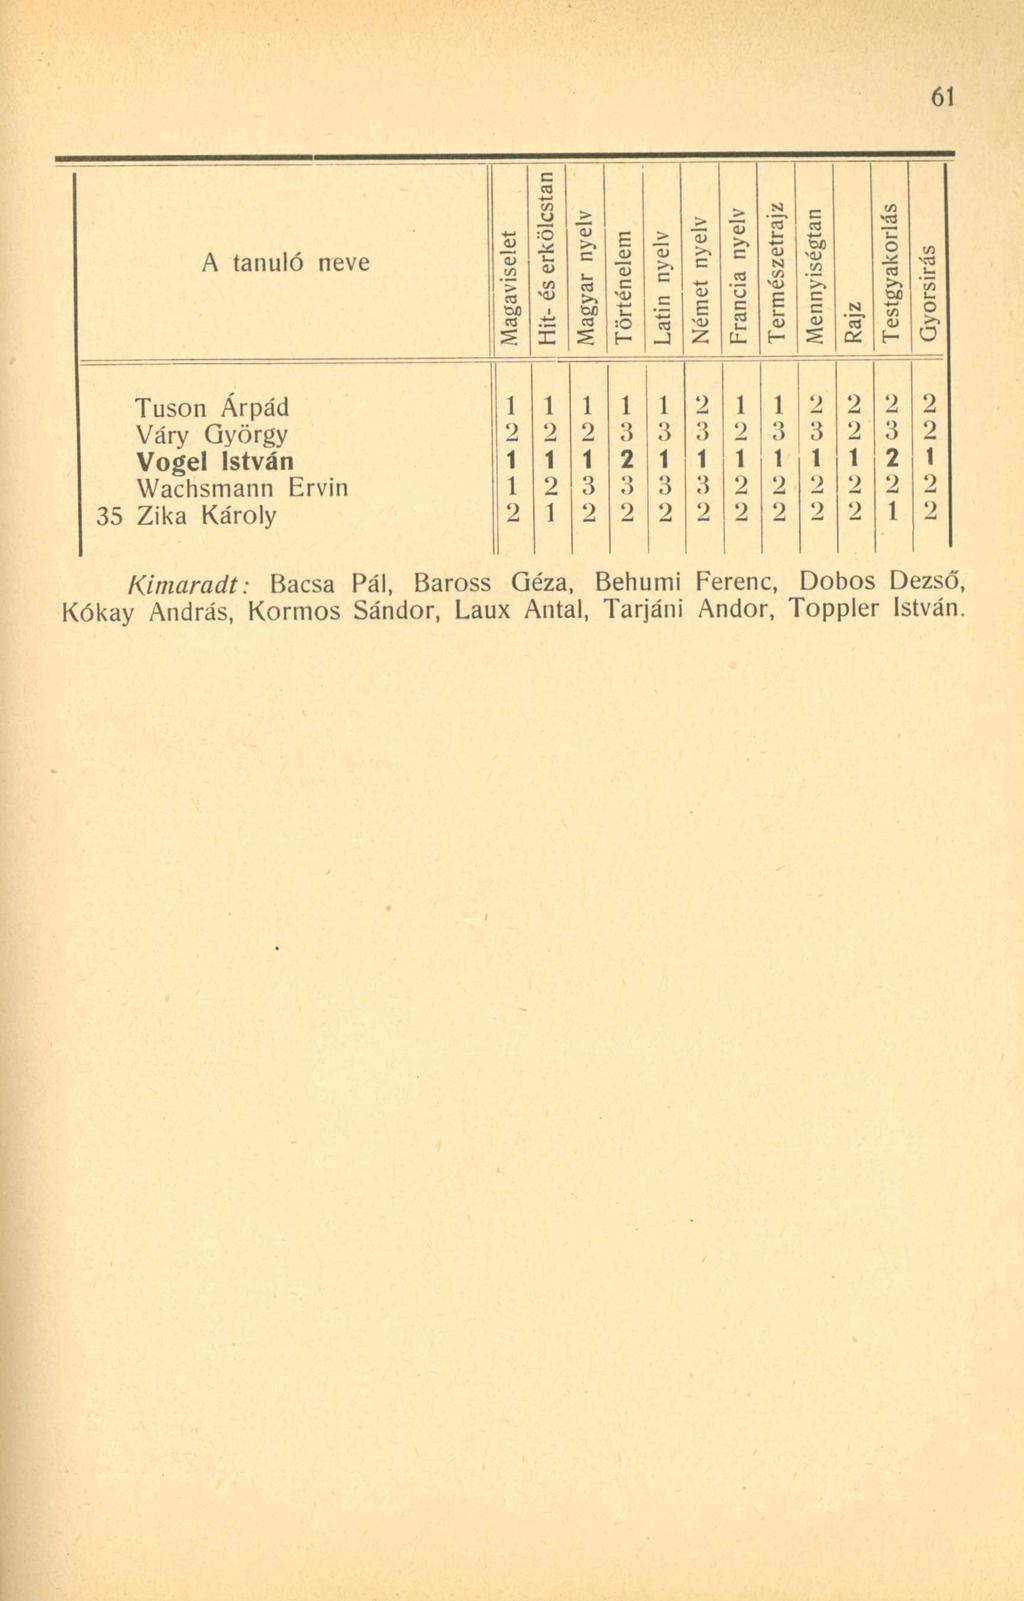 61
A tanuló neve Magaviselet Hit- és erkölcstan Magyar nyelv Történelem Latin nyelv Német nyelv Francia nyelv Természetrajz Mennyiségtan Rajz Testgyakorlás Gyorsirás
Tuson Árpád 1 1 1 1 1 2 1 1 2 2 2 2
Váry György 2 2 2 3 3 3 2 3 3 2 3 2
Vogel István 1 1 1 2 1 1 1 1 1 1 2 1
Wachsmann Ervin 1 2 3 3 3 3 2 2 2 2 2 2
35 Zika Károly 2 1 2 2 2 2 2 2 2 2 1 2
Kimaradt: Bacsa Pál, Baross Géza, Behumi Ferenc, Dobos Dezső,
Kókay András, Kormos Sándor, Laux Antal, Tarjáni Andor, Toppler István.